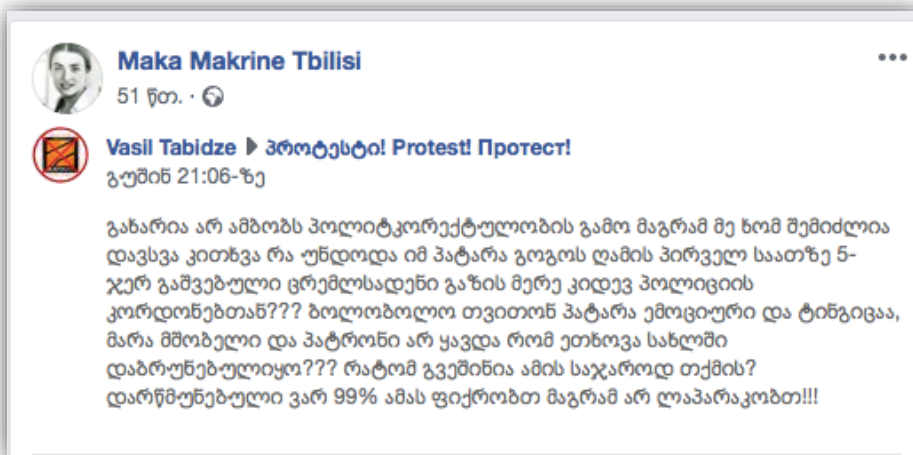 Maka Makrine Tbilisi
51 წთ. ·
Vasil Tabidze ▶ პროტესტი! Protest! Протест!
გუშინ 21:06-ზე
გახარია არ ამბობს პოლიტკორექტულობის გამო მაგრამ მე ხომ შემიძლია
დავსვა კითხვა რა უნდოდა იმ პატარა გოგოს ღამის პირველ საათზე 5-
ჯერ გაშვებული ცრემლსადენი გაზის მერე კიდევ პოლიციის
კორდონებთან??? ბოლობოლო თვითონ პატარა ემოციური და ტინგიცაა,
მარა მშობელი და პატრონი არ ყავდა რომ ეთხოვა სახლში
დაბრუნებულიყო??? რატომ გვეშინია ამის საჯაროდ თქმის?
დარწმუნებული ვარ 99% ამას ფიქრობთ მაგრამ არ ლაპარაკობთ!!!